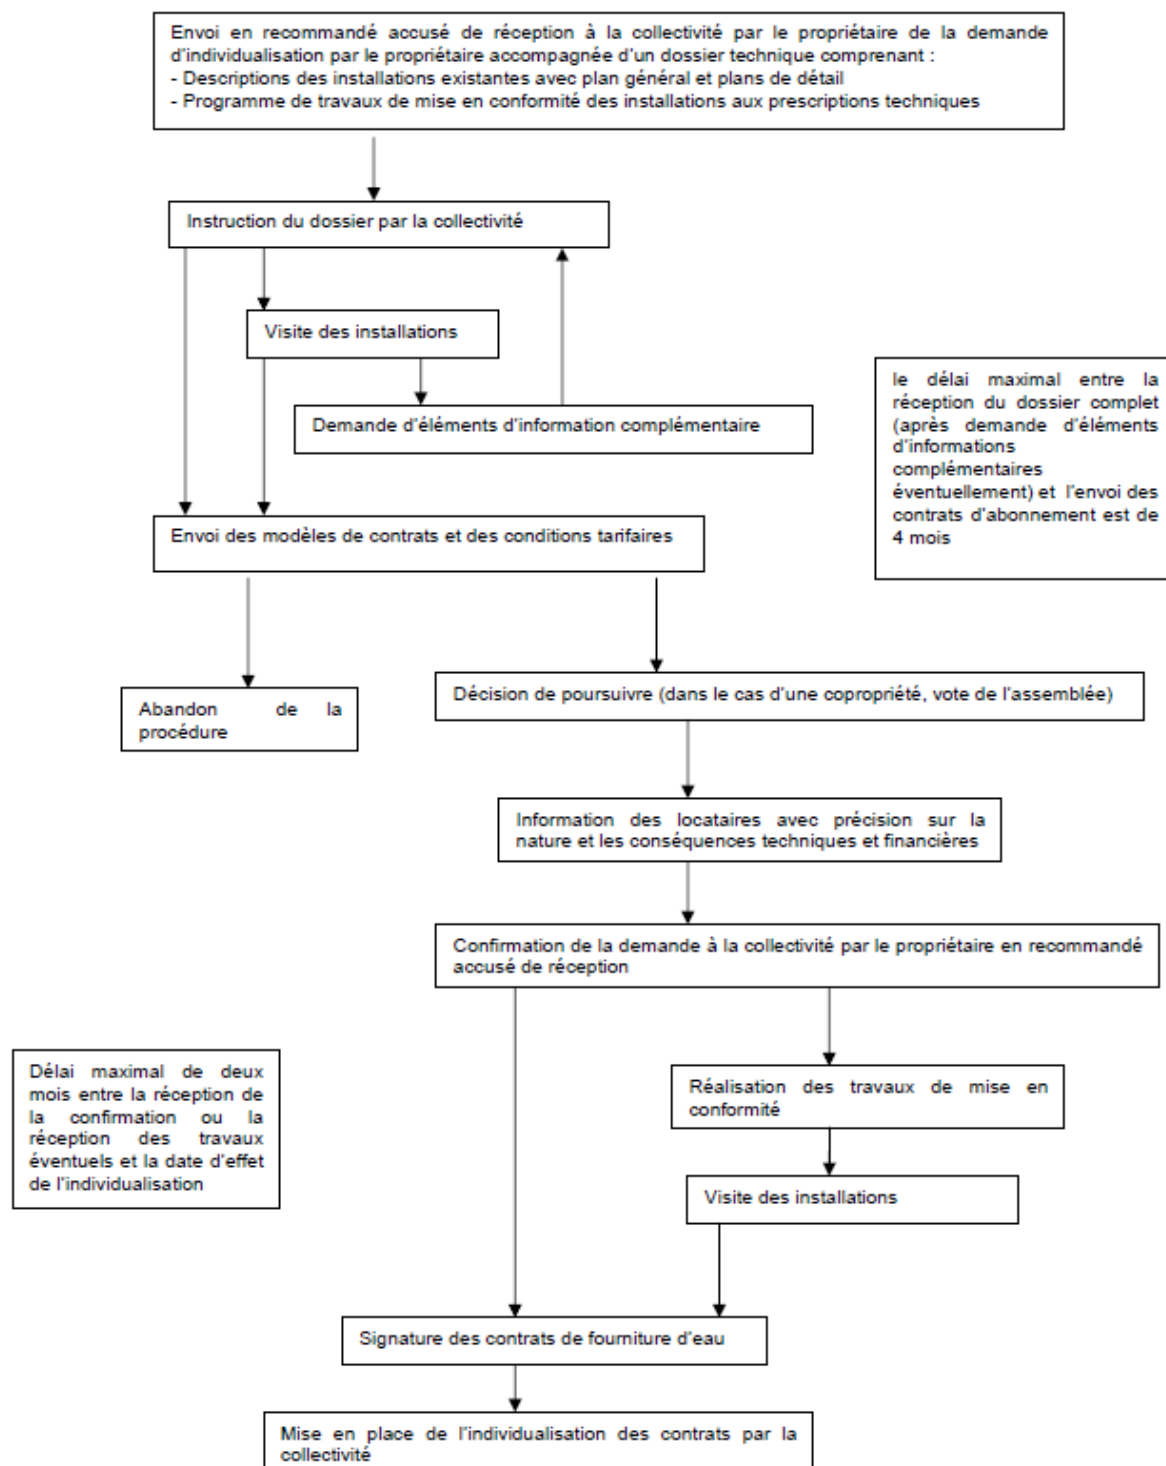 Envoi en recommandé accusé de réception à la collectivité par le propriétaire de la demande
d'individualisation par le propriétaire accompagnée d'un dossier technique comprenant :
- Descriptions des installations existantes avec plan général et plans de détail
- Programme de travaux de mise en conformité des installations aux prescriptions techniques
Instruction du dossier par la collectivité
Visite des installations
Demande d'éléments d'information complémentaire
le délai maximal entre la
réception du dossier complet
(après demande d'éléments
d'informations
complémentaires
éventuellement) et l'envoi des
contrats d'abonnement est de
4 mois
Envoi des modèles de contrats et des conditions tarifaires
Abandon de la
procédure
Décision de poursuivre (dans le cas d'une copropriété, vote de l'assemblée)
Information des locataires avec précision sur la
nature et les conséquences techniques et financières
Confirmation de la demande à la collectivité par le propriétaire en recommandé
accusé de réception
Délai maximal de deux
mois entre la réception de
la confirmation ou la
réception des travaux
éventuels et la date d'effet
de l'individualisation
Réalisation des travaux de mise en
conformité
Visite des installations
Signature des contrats de fourniture d'eau
Mise en place de l'individualisation des contrats par la
collectivité